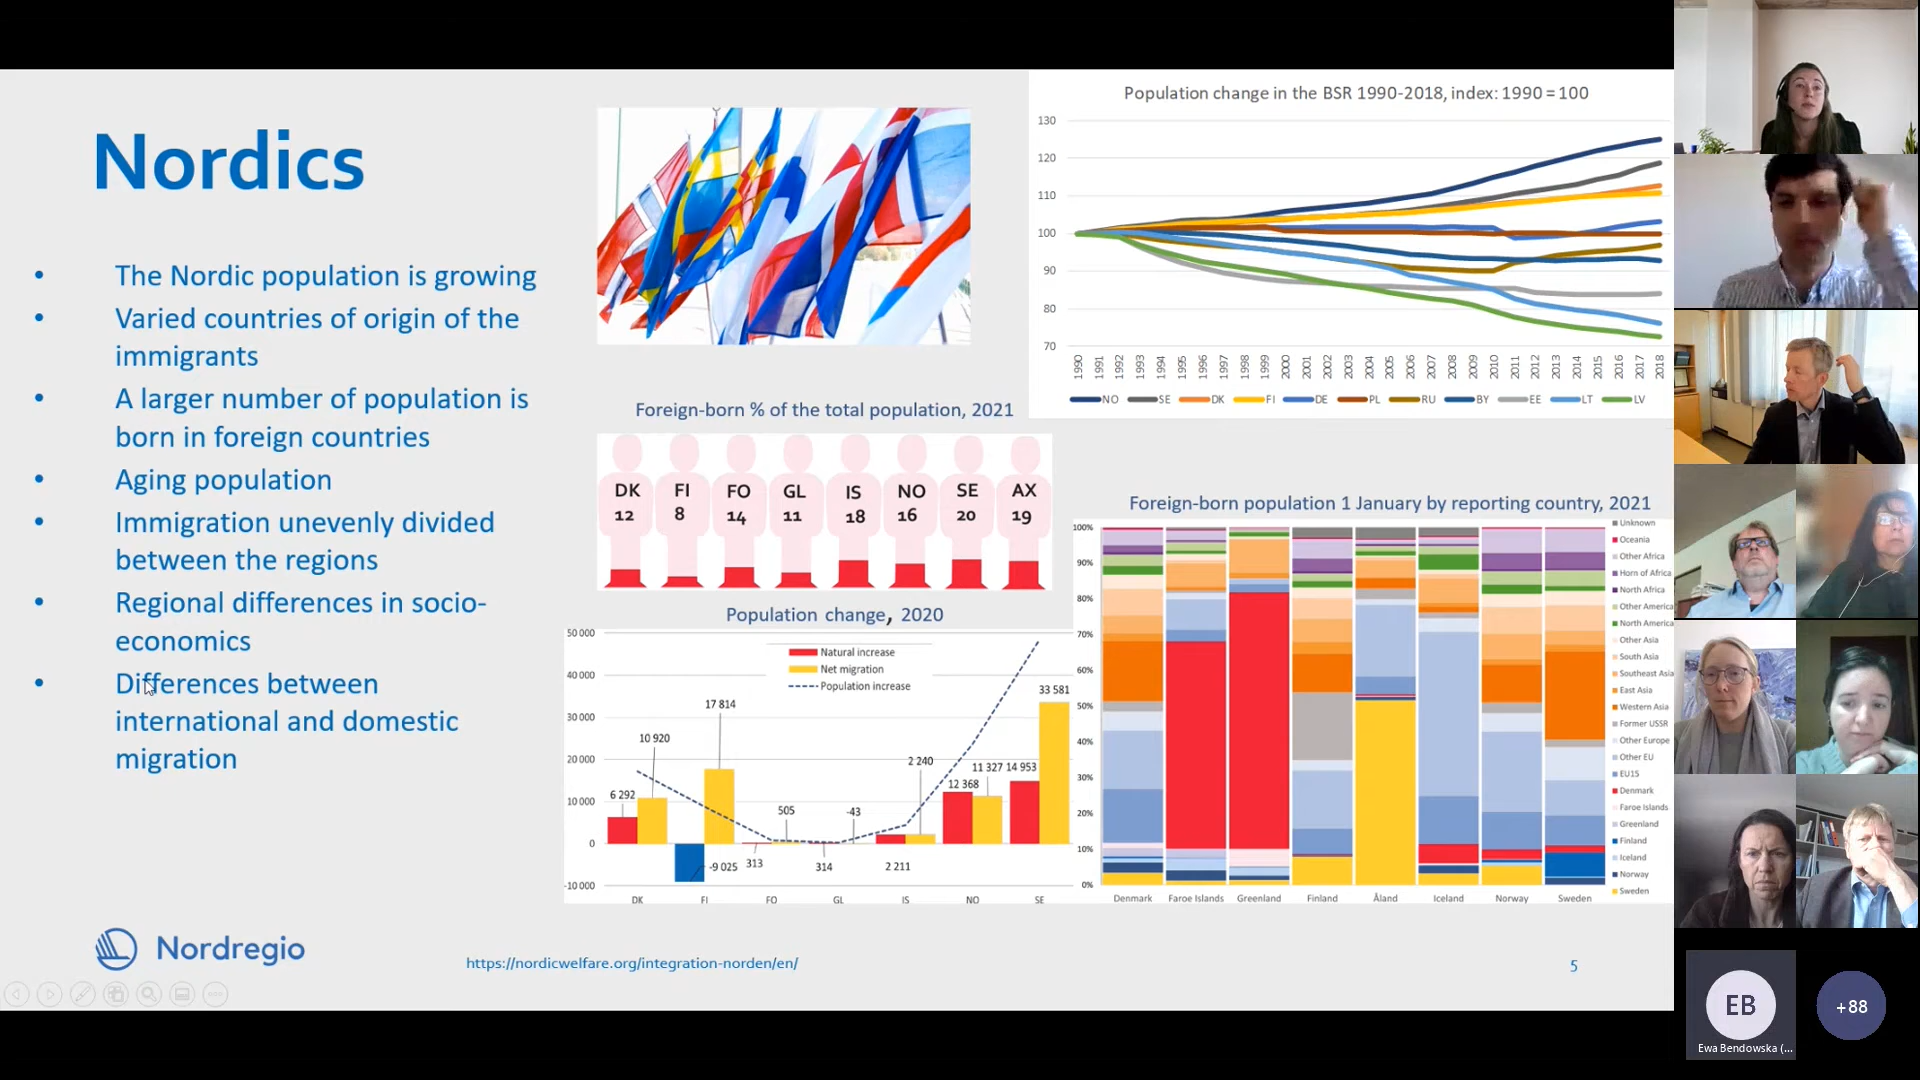 Nordics
• The Nordic population is growing
• Varied countries of origin of the
immigrants
• A larger number of population is
born in foreign countries
• Aging population
• Immigration unevenly divided
between the regions
• Regional differences in socio-
economics
• Differences between
international and domestic
migration
Nordregio
https://nordicwelfare.org/integration-norden/en/
5
Population change in the BSR 1990-2018, index: 1990 = 100
130
120
110
100
90
80
70
1990 1991 1992 1993 1994 1995 1996 1997 1998 1999 2000 2001 2002 2003 2004 2005 2006 2007 2008 2009 2010 2011 2012 2013 2014 2015 2016 2017 2018
NO SE DK FI DE PL RU BY EE LT LV
Foreign-born % of the total population, 2021
DK FI FO GL IS NO SE AX
12 8 14 11 18 16 20 19
Population change, 2020
Natural increase
Net migration
Population increase
50 000
40 000
30 000
20 000
10 000
0
-10 000
6 292
10 920
-9 025
17 814
313
505
314
-43
2 211
2 240
12 368
11 327
14 953
33 581
DK FI FO GL IS NO SE
Foreign-born population 1 January by reporting country, 2021
100%
90%
80%
70%
60%
50%
40%
30%
20%
10%
0%
Denmark Faroe Islands Greenland Finland Åland Iceland Norway Sweden
Unknown
Oceania
Other Africa
Horn of Africa
North Africa
Other America
North America
Other Asia
South Asia
Southeast Asia
East Asia
Western Asia
Former USSR
Other Europe
Other EU
EU15
Denmark
Faroe Islands
Greenland
Finland
Iceland
Norway
Sweden
EB
Ewa Bendowska (...
+88